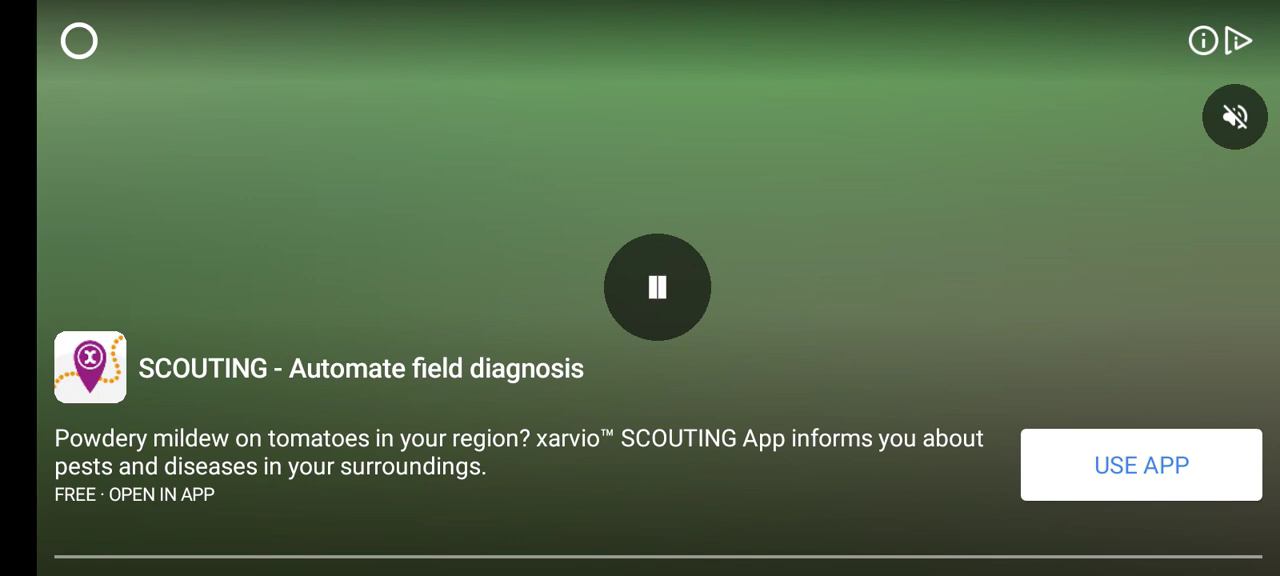 SCOUTING - Automate field diagnosis
Powdery mildew on tomatoes in your region? xarvio™ SCOUTING App informs you about
pests and diseases in your surroundings.
FREE · OPEN IN APP
USE APP